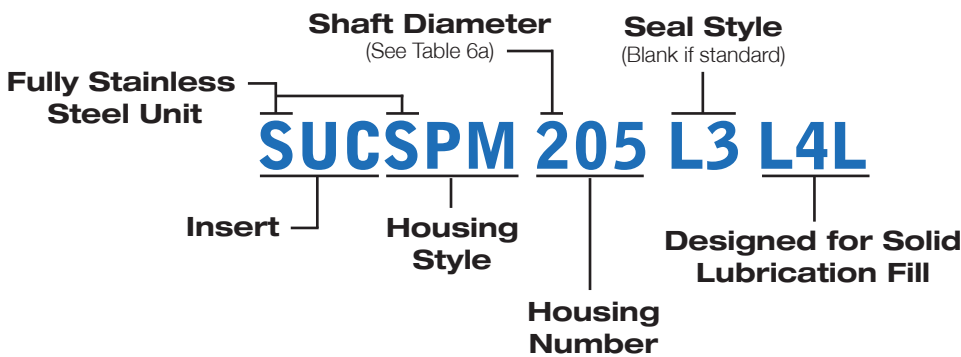 Shaft Diameter
(See Table 6a)
Seal Style
(Blank if standard)
Fully Stainless
Steel Unit
SUCSPM 205 L3 L4L
Insert
Housing
Style
Designed for Solid
Lubrication Fill
Housing
Number